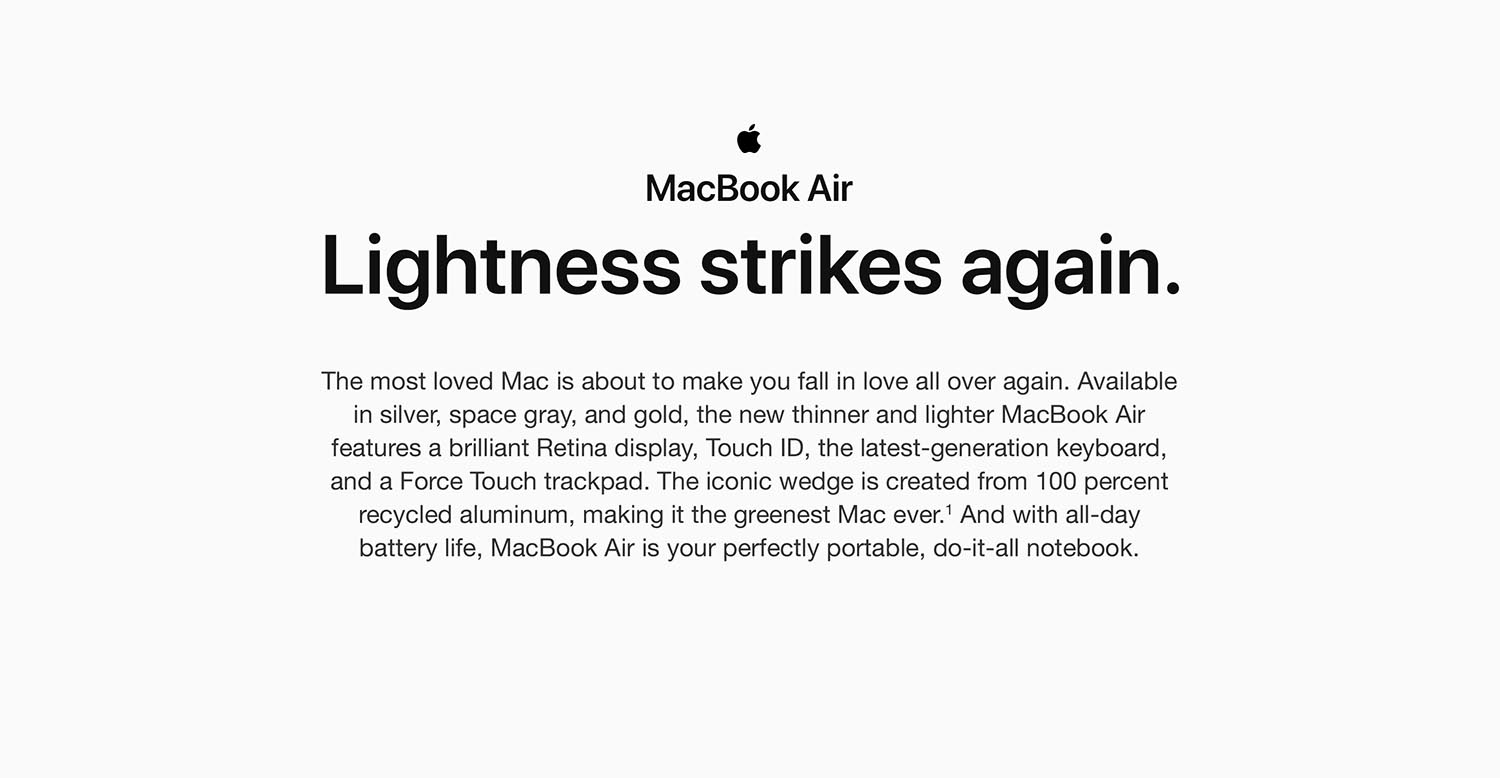 MacBook Air
Lightness strikes again.
The most loved Mac is about to make you fall in love all over again. Available
in silver, space gray, and gold, the new thinner and lighter MacBook Air
features a brilliant Retina display, Touch ID, the latest-generation keyboard,
and a Force Touch trackpad. The iconic wedge is created from 100 percent
recycled aluminum, making it the greenest Mac ever.¹ And with all-day
battery life, MacBook Air is your perfectly portable, do-it-all notebook.